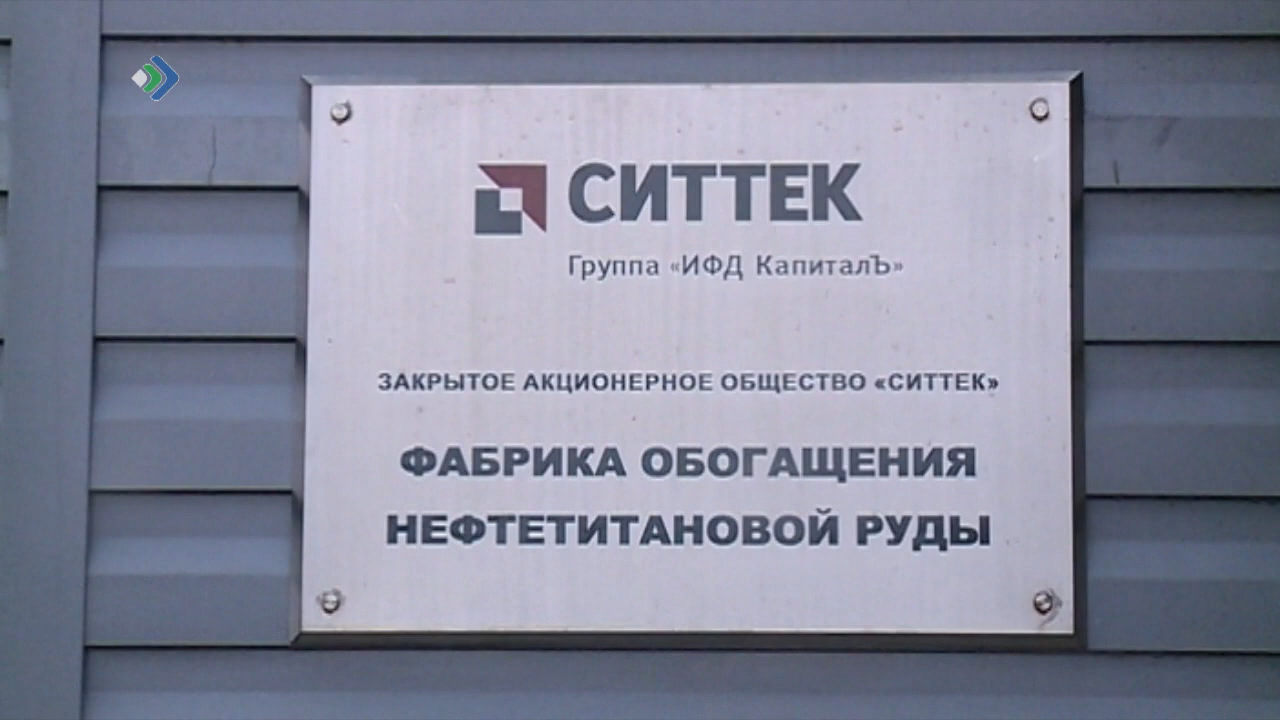 СИТТЕК
Группа «ИФД КапиталЪ»
ЗАКРЫТОЕ АКЦИОНЕРНОЕ ОБЩЕСТВО «СИТТЕК»
ФАБРИКА ОБОГАЩЕНИЯ
НЕФТЕТИТАНОВОЙ РУДЫ